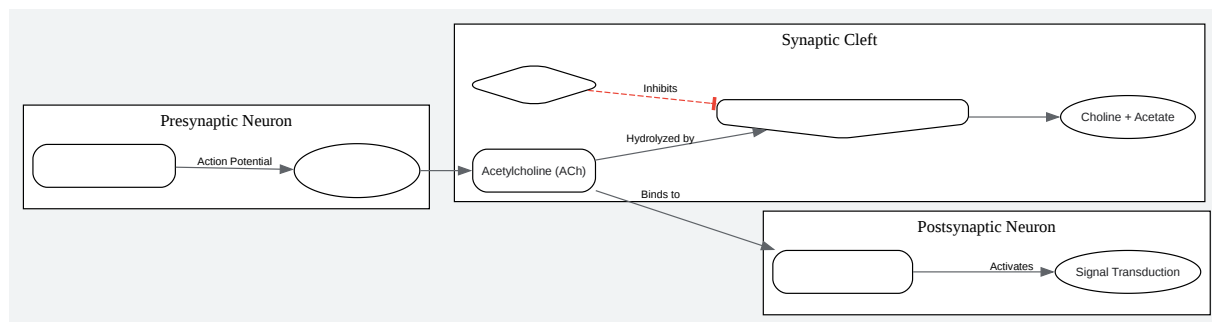 Synaptic Cleft
Inhibits
Choline + Acetate
Presynaptic Neuron
Hydrolyzed by
Action Potential
Acetylcholine (ACh)
Binds to
Postsynaptic Neuron
Activates
Signal Transduction